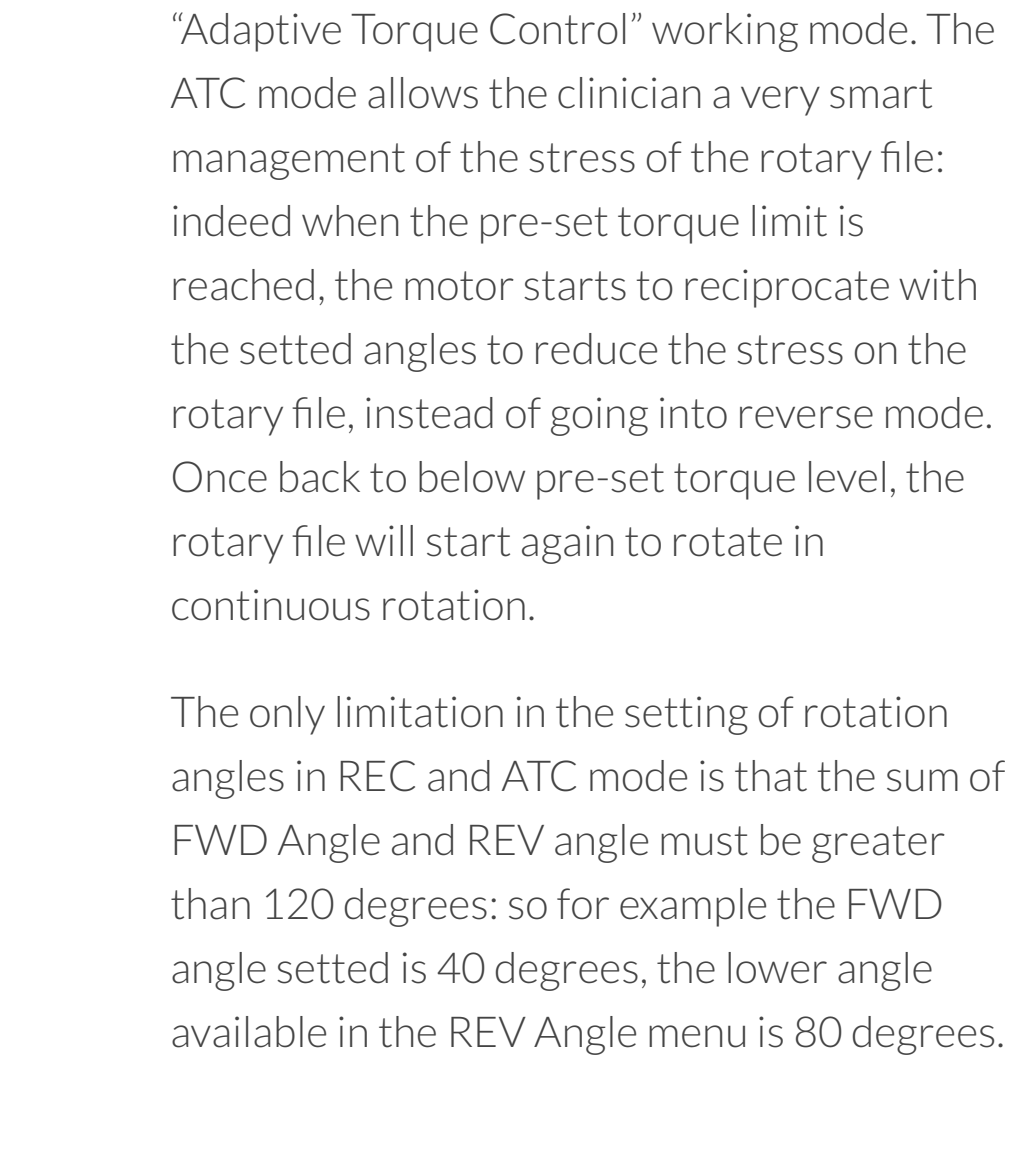 “Adaptive Torque Control” working mode. The
ATC mode allows the clinician a very smart
management of the stress of the rotary file:
indeed when the pre-set torque limit is
reached, the motor starts to reciprocate with
the setted angles to reduce the stress on the
rotary file, instead of going into reverse mode.
Once back to below pre-set torque level, the
rotary file will start again to rotate in
continuous rotation.
The only limitation in the setting of rotation
angles in REC and ATC mode is that the sum of
FWD Angle and REV angle must be greater
than 120 degrees: so for example the FWD
angle setted is 40 degrees, the lower angle
available in the REV Angle menu is 80 degrees.